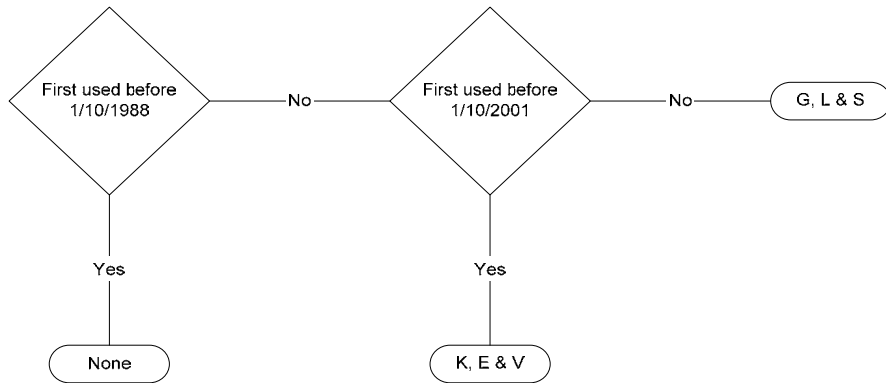 First used before
1/10/1988
No
First used before
1/10/2001
No
G, L & S
Yes
Yes
None
K, E & V